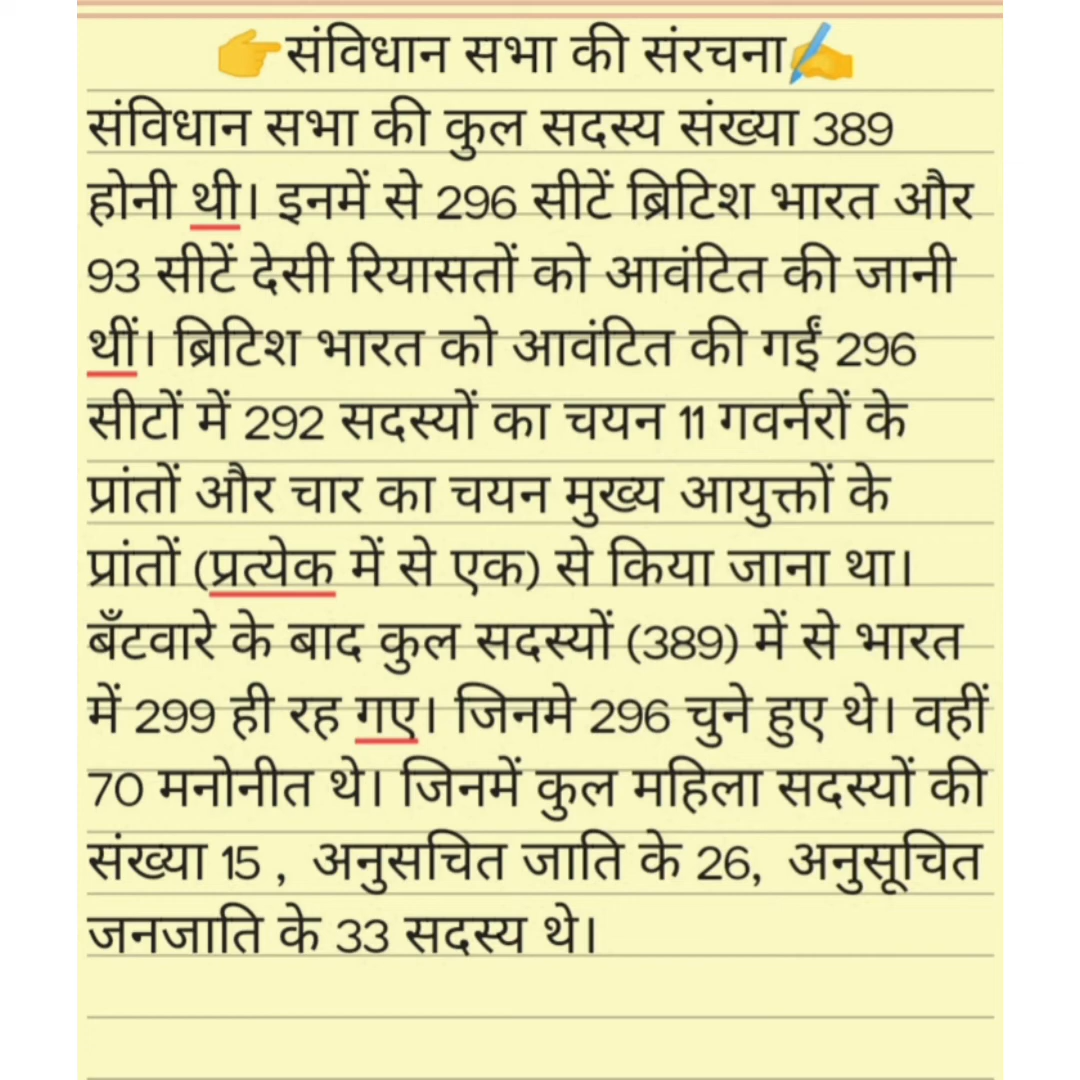 👉संविधान सभा की संरचना✍️
संविधान सभा की कुल सदस्य संख्या 389
होनी थी। इनमें से 296 सीटें ब्रिटिश भारत और
93 सीटें देसी रियासतों को आवंटित की जानी
थीं। ब्रिटिश भारत को आवंटित की गईं 296
सीटों में 292 सदस्यों का चयन 11 गवर्नरों के
प्रांतों और चार का चयन मुख्य आयुक्तों के
प्रांतों (प्रत्येक में से एक) से किया जाना था।
बँटवारे के बाद कुल सदस्यों (389) में से भारत
में 299 ही रह गए। जिनमे 296 चुने हुए थे। वहीं
70 मनोनीत थे। जिनमें कुल महिला सदस्यों की
संख्या 15 , अनुसचित जाति के 26, अनुसूचित
जनजाति के 33 सदस्य थे।